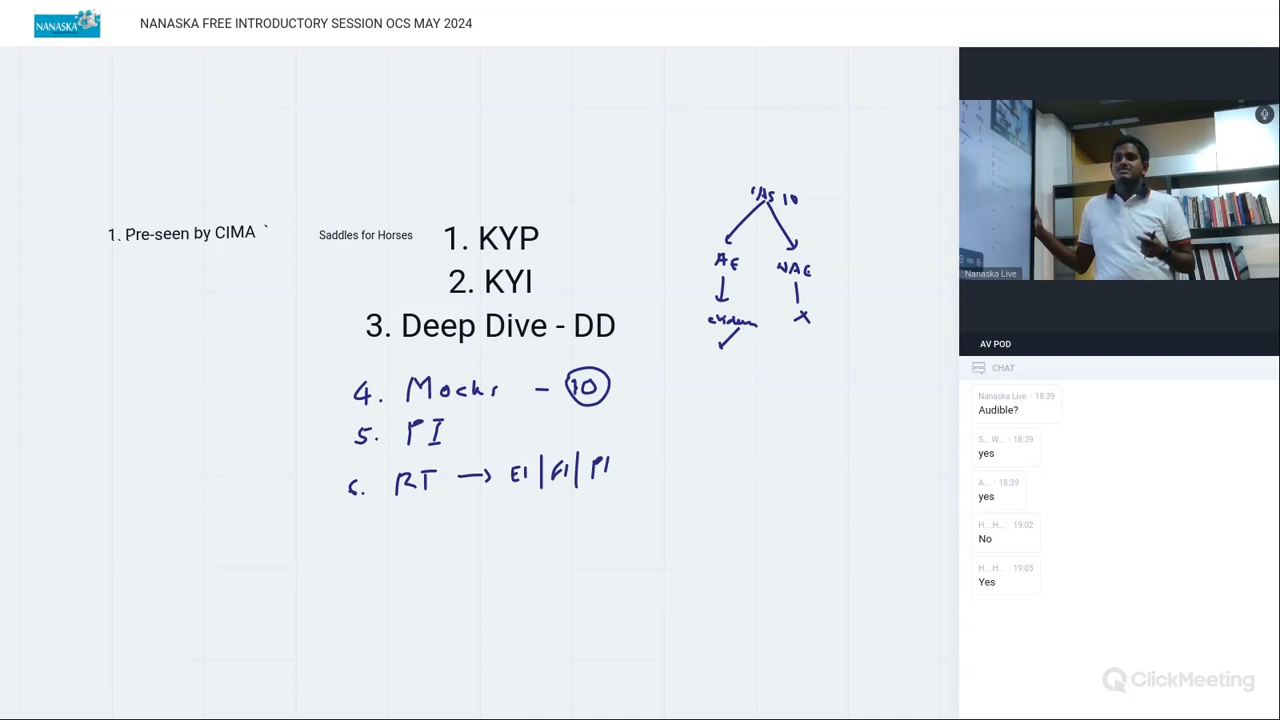 NANASKA
NANASKA FREE INTRODUCTORY SESSION OCS MAY 2024
1. Pre-seen by CIMA `
Saddles for Horses
1. KYP
2. KYI
3. Deep Dive - DD
4. Mocks - 10
5. PI
6. RT → E1 | F1 | P1
IAS 10
AE
NAE
✓
X
Nanaska Live
AV POD
CHAT
Nanaska Live 18:39
Audible?
S... W... 18:39
yes
A... 18:39
yes
H... H... 19:02
No
H... H... 19:03
Yes
ClickMeeting